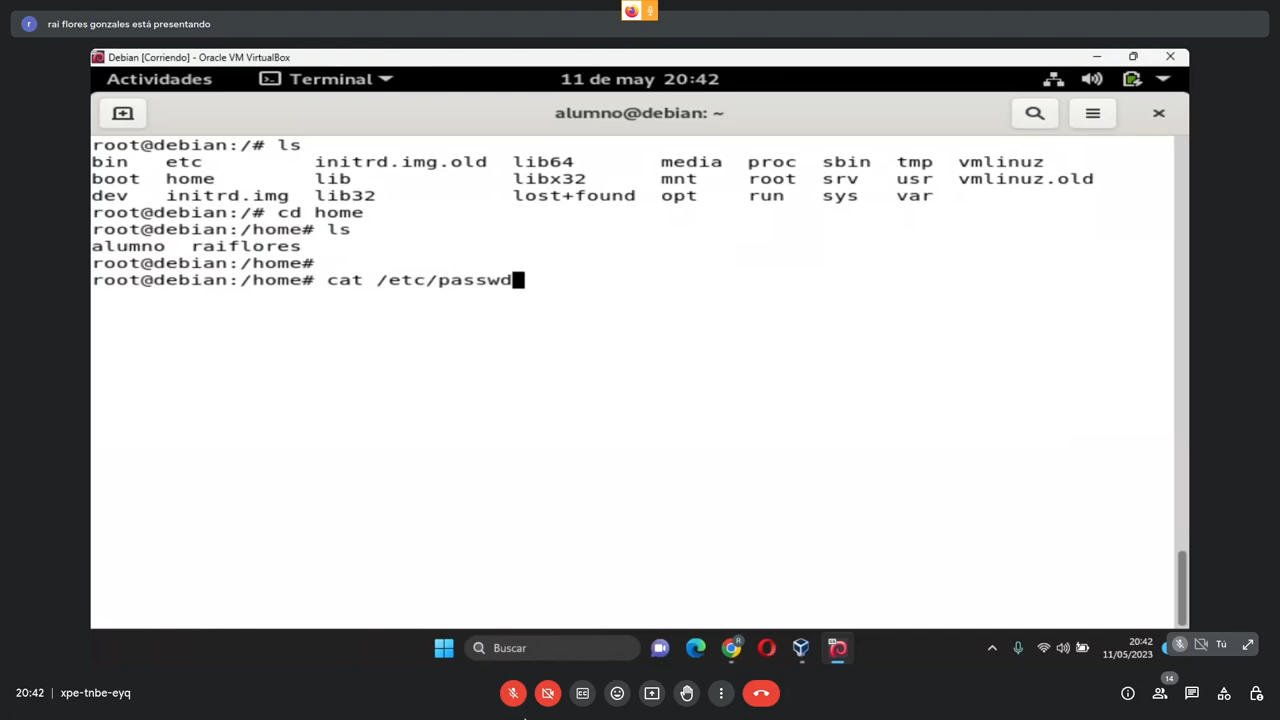 r rai flores gonzales está presentando
Debian [Corriendo] - Oracle VM VirtualBox
Actividades Terminal 11 de may 20:42
alumno@debian: ~
root@debian:/# ls
bin etc initrd.img.old lib64 media proc sbin tmp vmlinuz
boot home lib libx32 mnt root srv usr vmlinuz.old
dev initrd.img lib32 lost+found opt run sys var
root@debian:/# cd home
root@debian:/home# ls
alumno raiflores
root@debian:/home#
root@debian:/home# cat /etc/passwd
Buscar
R
20:42
11/05/2023
Tú
20:42 xpe-tnbe-eyq
14